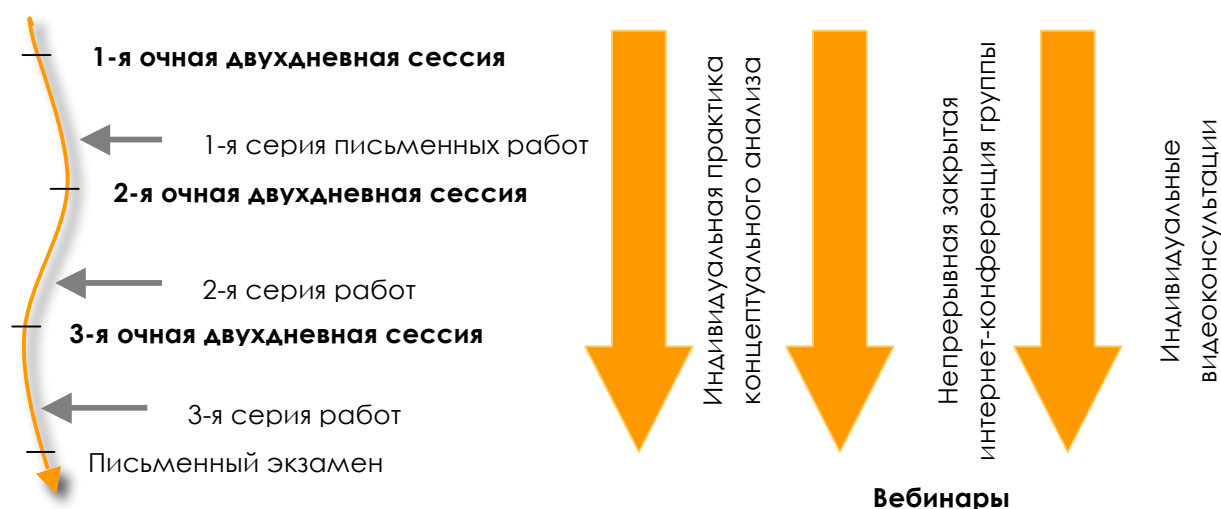 1-я очная двухдневная сессия
1-я серия письменных работ
2-я очная двухдневная сессия
2-я серия работ
3-я очная двухдневная сессия
3-я серия работ
Письменный экзамен
Индивидуальная практика
концептуального анализа
Непрерывная закрытая
интернет-конференция группы
Индивидуальные
видеоконсультации
Вебинары